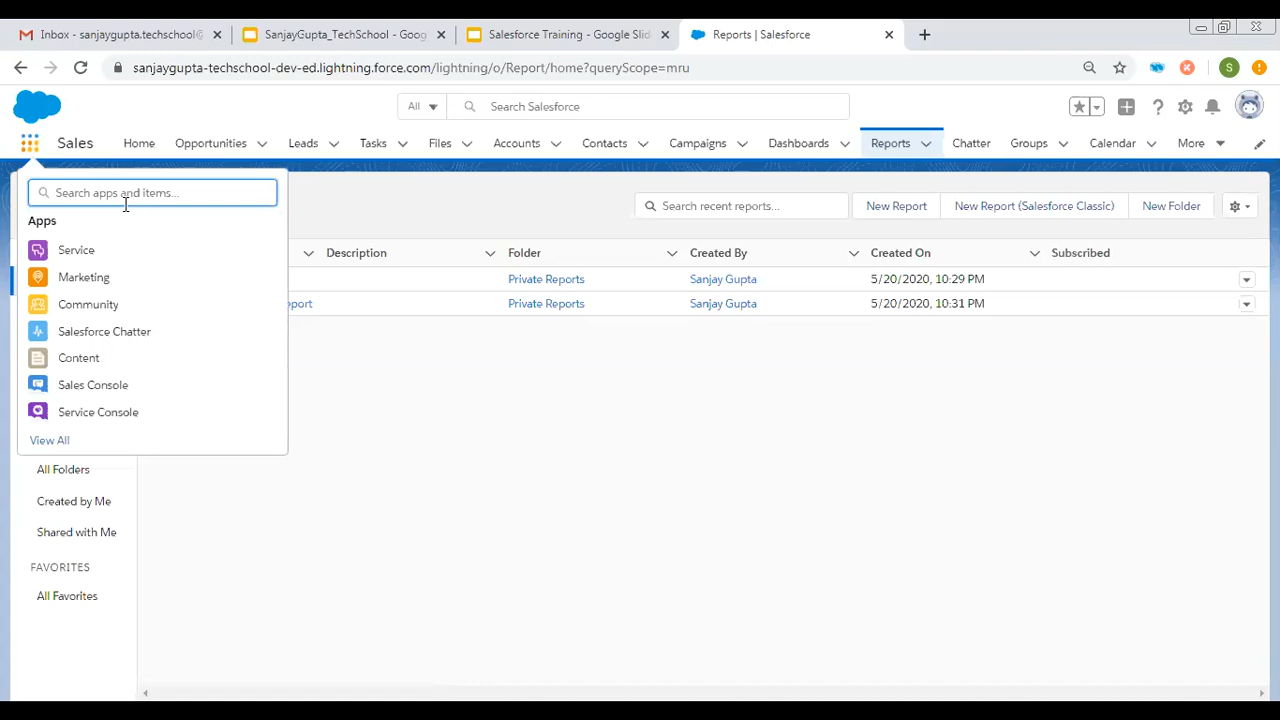 Inbox - sanjaygupta.techschool@
SanjayGupta_TechSchool - Goog
Salesforce Training - Google Slid
Reports | Salesforce
sanjaygupta-techschool-dev-ed.lightning.force.com/lightning/o/Report/home?queryScope=mru
S
All
Search Salesforce
Sales
Home
Opportunities
Leads
Tasks
Files
Accounts
Contacts
Campaigns
Dashboards
Reports
Chatter
Groups
Calendar
More
Search apps and items...
Search recent reports...
New Report
New Report (Salesforce Classic)
New Folder
Apps
Service
Marketing
Community
Salesforce Chatter
Content
Sales Console
Service Console
View All
Description
Folder
Created By
Created On
Subscribed
Private Reports
Sanjay Gupta
5/20/2020, 10:29 PM
eport
Private Reports
Sanjay Gupta
5/20/2020, 10:31 PM
All Folders
Created by Me
Shared with Me
FAVORITES
All Favorites